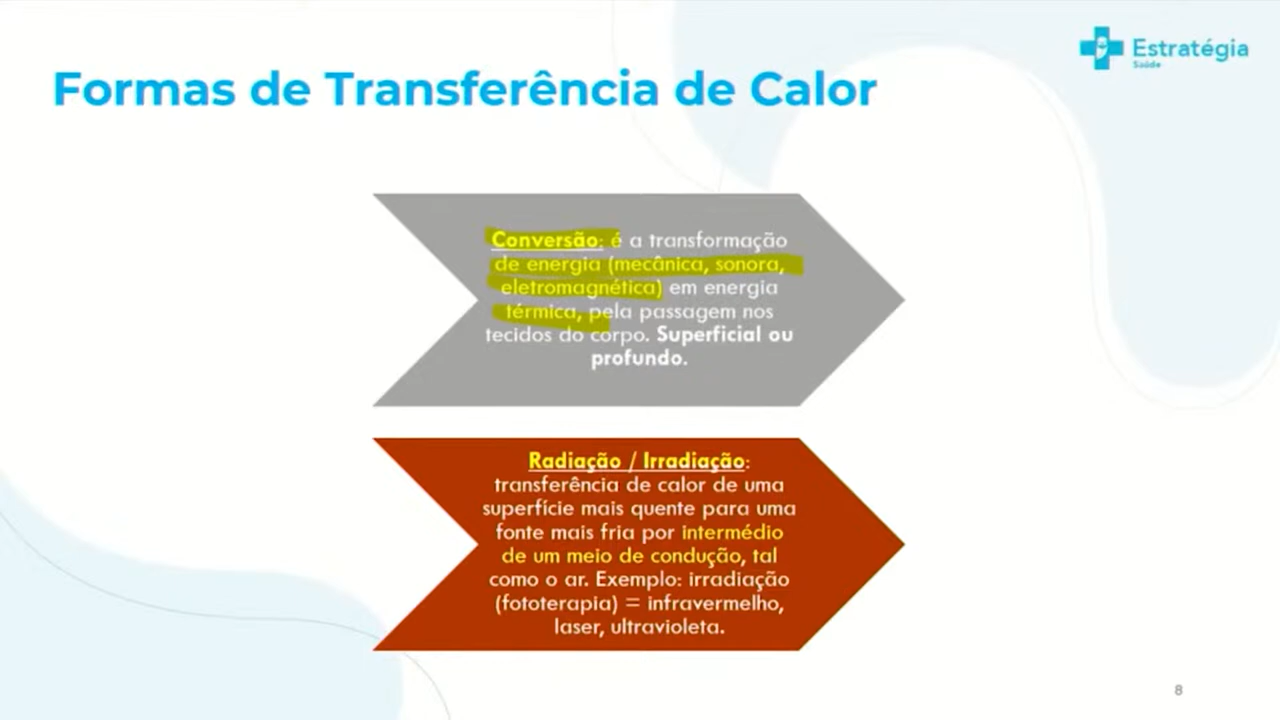 Estratégia
Saúde
Formas de Transferência de Calor
Conversão: é a transformação
de energia (mecânica, sonora,
eletromagnética) em energia
térmica, pela passagem nos
tecidos do corpo. Superficial ou
profundo.
Radiação / Irradiação:
transferência de calor de uma
superfície mais quente para uma
fonte mais fria por intermédio
de um meio de condução, tal
como o ar. Exemplo: irradiação
(fototerapia) = infravermelho,
laser, ultravioleta.
8